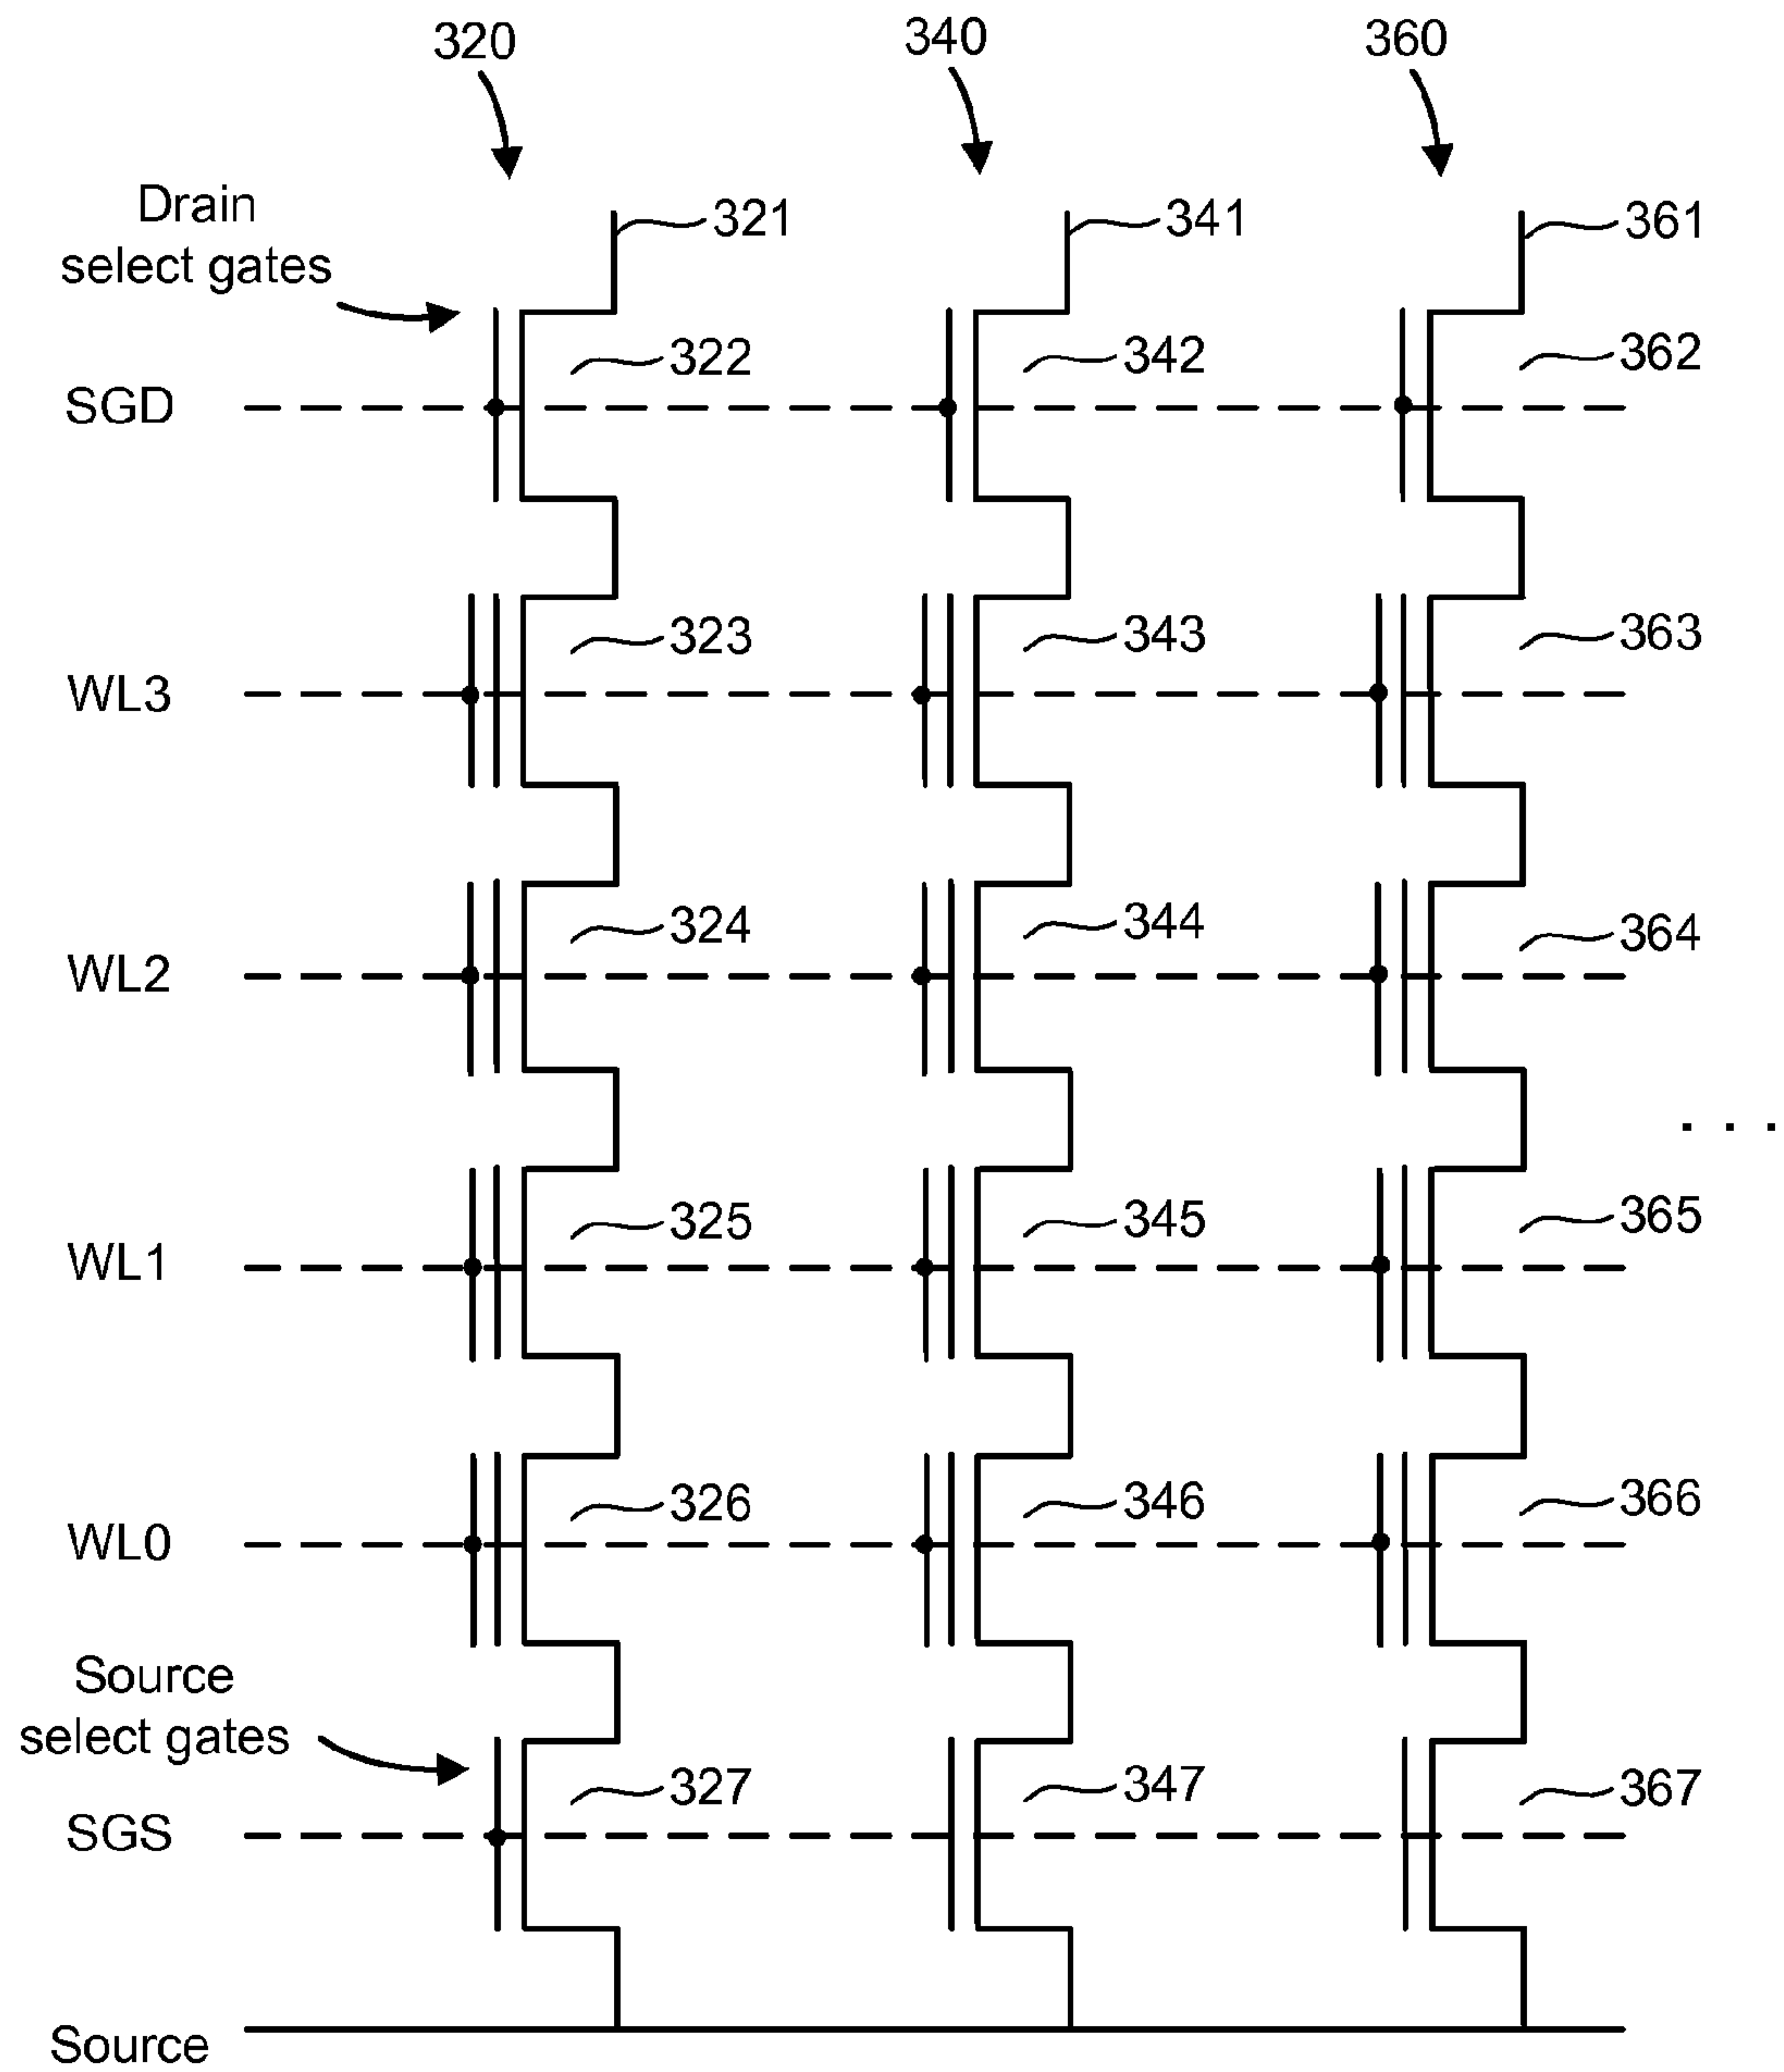 320 340 360
Drain
select gates
321 341 361
322 342 362
SGD
323 343 363
WL3
324 344 364
WL2
. . .
325 345 365
WL1
326 346 366
WL0
Source
select gates
327 347 367
SGS
Source